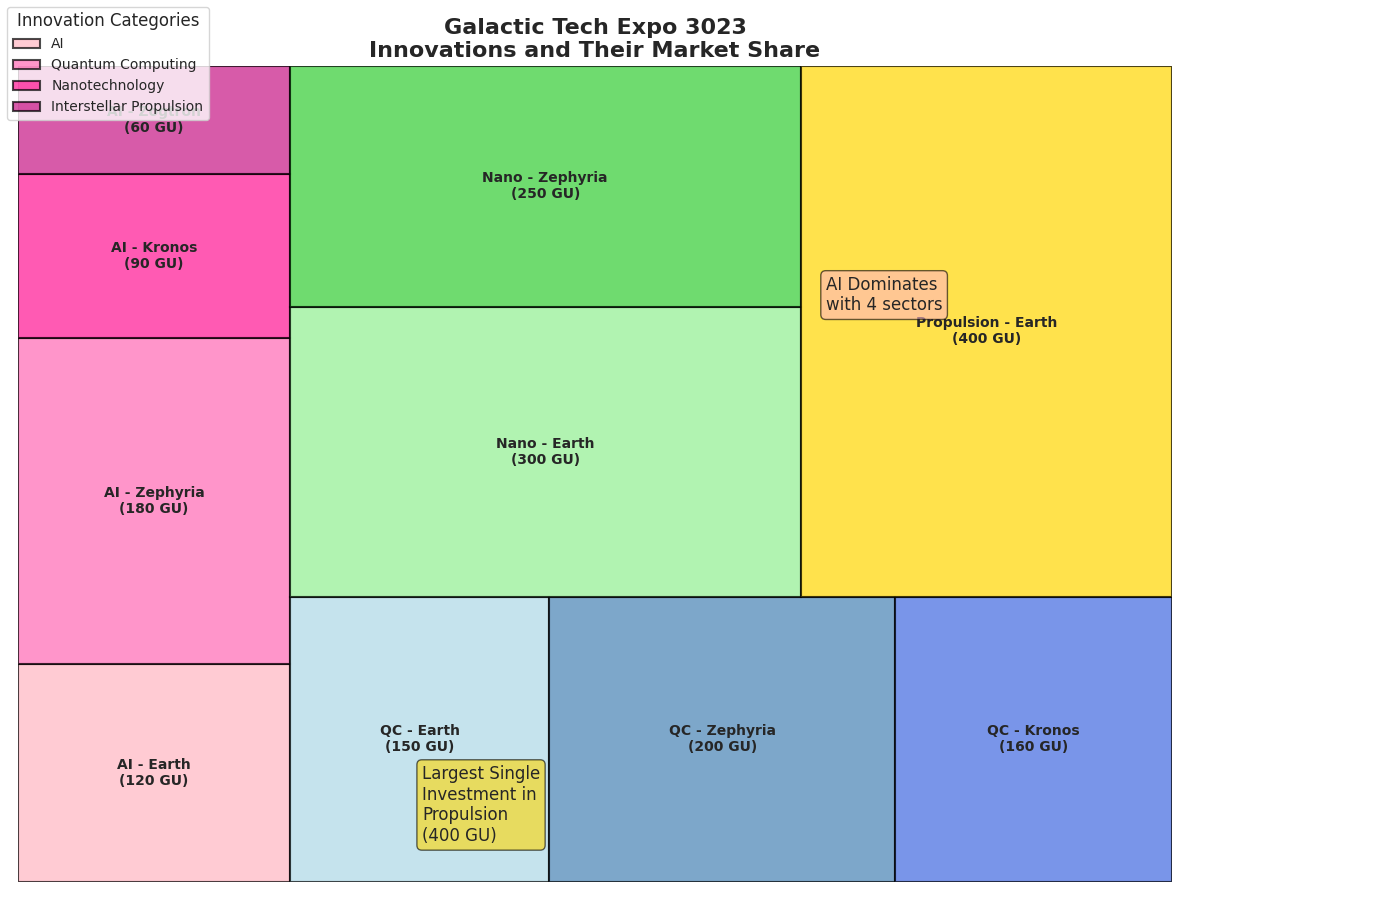 Galactic Tech Expo 3023
Innovations and Their Market Share
Innovation Categories
AI
Quantum Computing
Nanotechnology
Interstellar Propulsion
(60 GU)
AI - Kronos
(90 GU)
AI - Zephyria
(180 GU)
AI - Earth
(120 GU)
Nano - Zephyria
(250 GU)
Nano - Earth
(300 GU)
AI Dominates
with 4 sectors
Propulsion - Earth
(400 GU)
QC - Earth
(150 GU)
Largest Single
Investment in
Propulsion
(400 GU)
QC - Zephyria
(200 GU)
QC - Kronos
(160 GU)